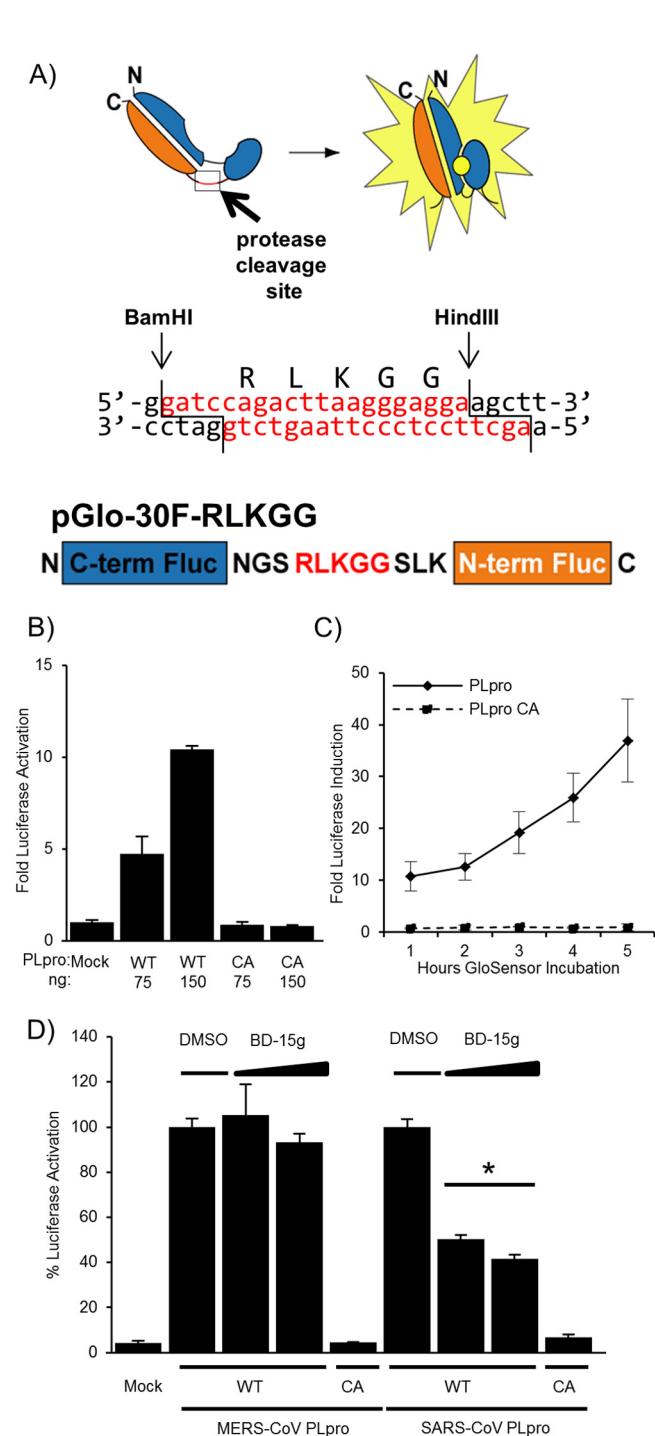 A)
N
C
C
N
protease
cleavage
site
BamHI
HindIII
R L K G G
5’-ggatccagacttaagggaggaagctt-3’
3’-cctaggtctgaattccctccttcgaa-5’
pGlo-30F-RLKGG
N C-term Fluc NGS RLKGG SLK N-term Fluc C
B)
15
10
5
0
Fold Luciferase Activation
PLpro: Mock WT WT CA CA
ng: 75 150 75 150
C)
50
40
30
20
10
0
Fold Luciferase Induction
PLpro
PLpro CA
1 2 3 4 5
Hours GloSensor Incubation
D)
140
120
100
80
60
40
20
0
% Luciferase Activation
DMSO BD-15g DMSO BD-15g
*
Mock WT CA WT CA
MERS-CoV PLpro SARS-CoV PLpro